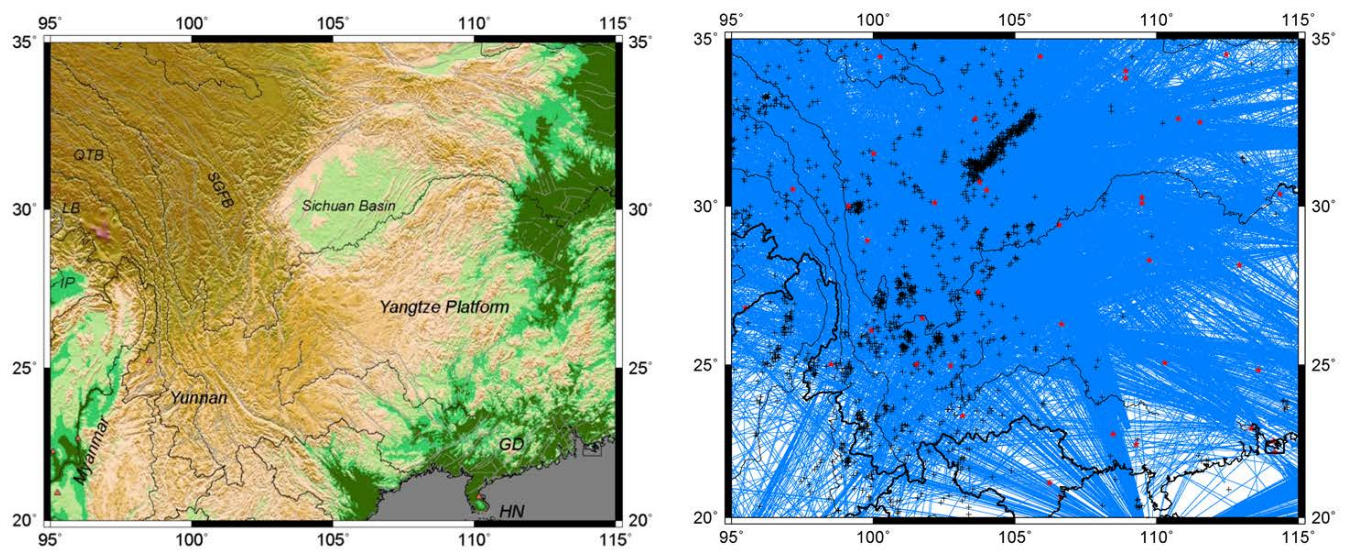 95° 100° 105° 110° 115°
35° 35°
QTB
SGFB
LB
Sichuan Basin
30° 30°
IP
Yangtze Platform
25° 25°
Yunnan
Myanmar
GD
HN
20° 20°
95 100 105 110 115
95° 100° 105° 110° 115°
35° 35°
30° 30°
25° 25°
20° 20°
95 100 105 110 115